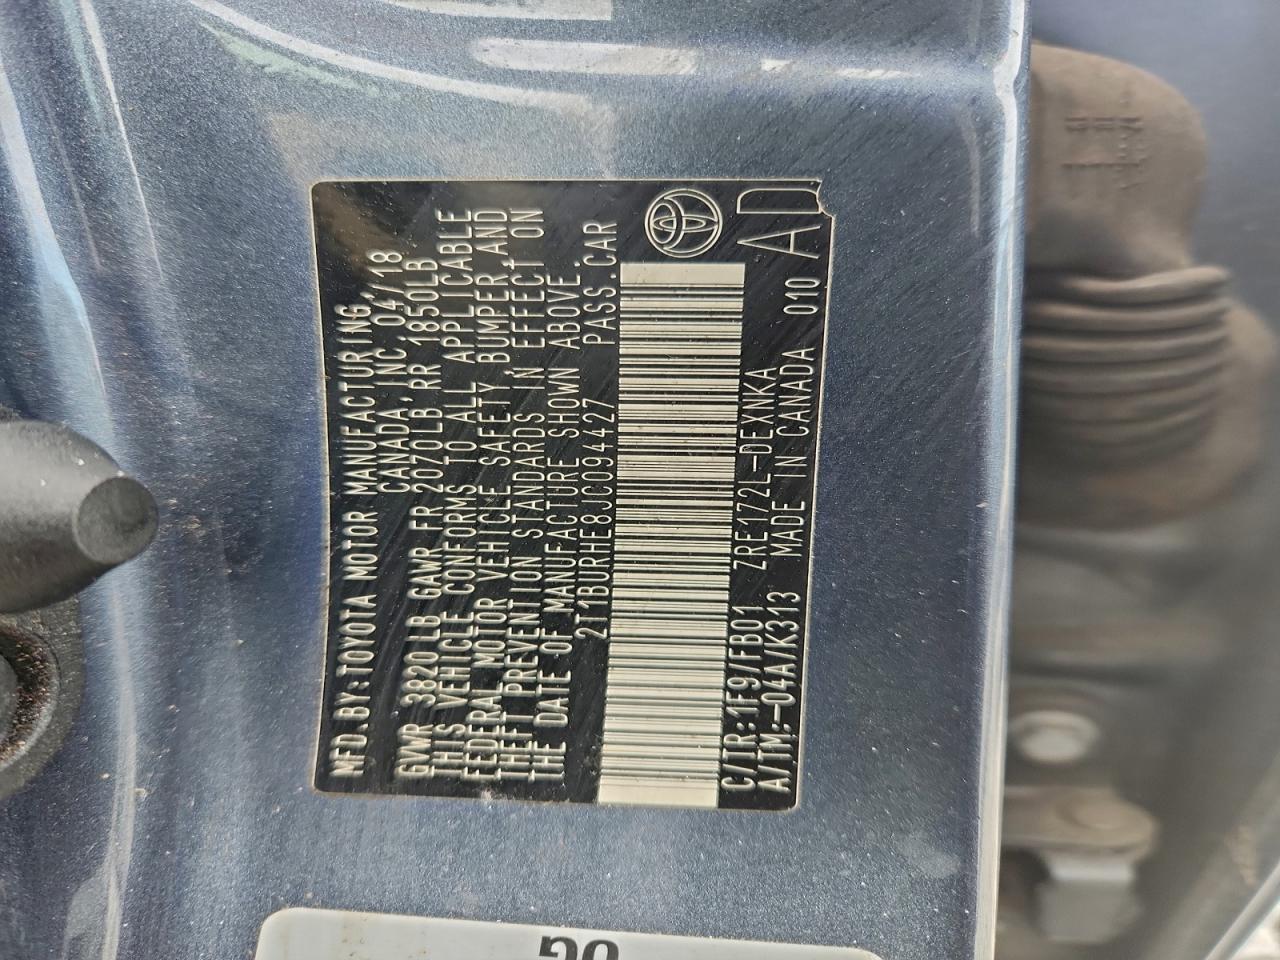 MFD.BY:TOYOTA MOTOR MANUFACTURING
CANADA,INC. 04/18
GVWR 3820LB GAWR FR 2070LB RR 1850LB
THIS VEHICLE CONFORMS TO ALL APPLICABLE
FEDERAL MOTOR VEHICLE SAFETY BUMPER, AND
THEFT PREVENTION STANDARDS IN EFFECT ON
THE DATE OF MANUFACTURE SHOWN ABOVE.
2T1BURHE8JC094427 PASS.CAR
C/TR:1F9/FB01 ZRE172L-DEXNKA AD
A/TM:-04A/K313 MADE IN CANADA 010